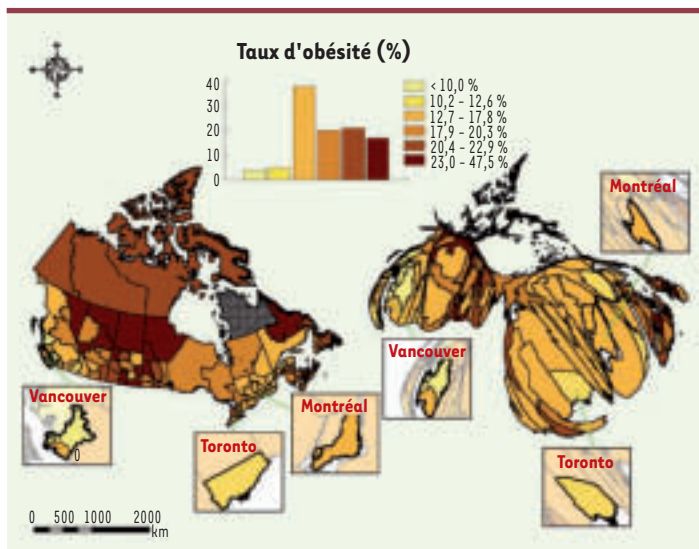 Taux d'obésité (%)
40
30
20
10
0
< 10,0 %
10,2 – 12,6 %
12,7 – 17,8 %
17,9 – 20,3 %
20,4 – 22,9 %
23,0 – 47,5 %
Montréal
Vancouver
Vancouver
0
Toronto
Montréal
Toronto
0 500 1000 2000
km